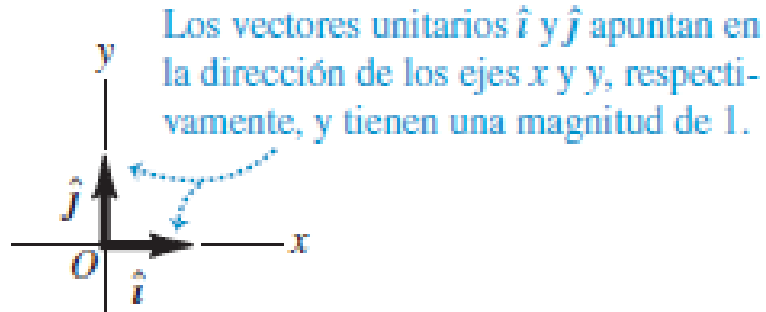 Los vectores unitarios î y ĵ apuntan en
la dirección de los ejes x y y, respecti-
vamente, y tienen una magnitud de 1.
y
ĵ
O
x
î